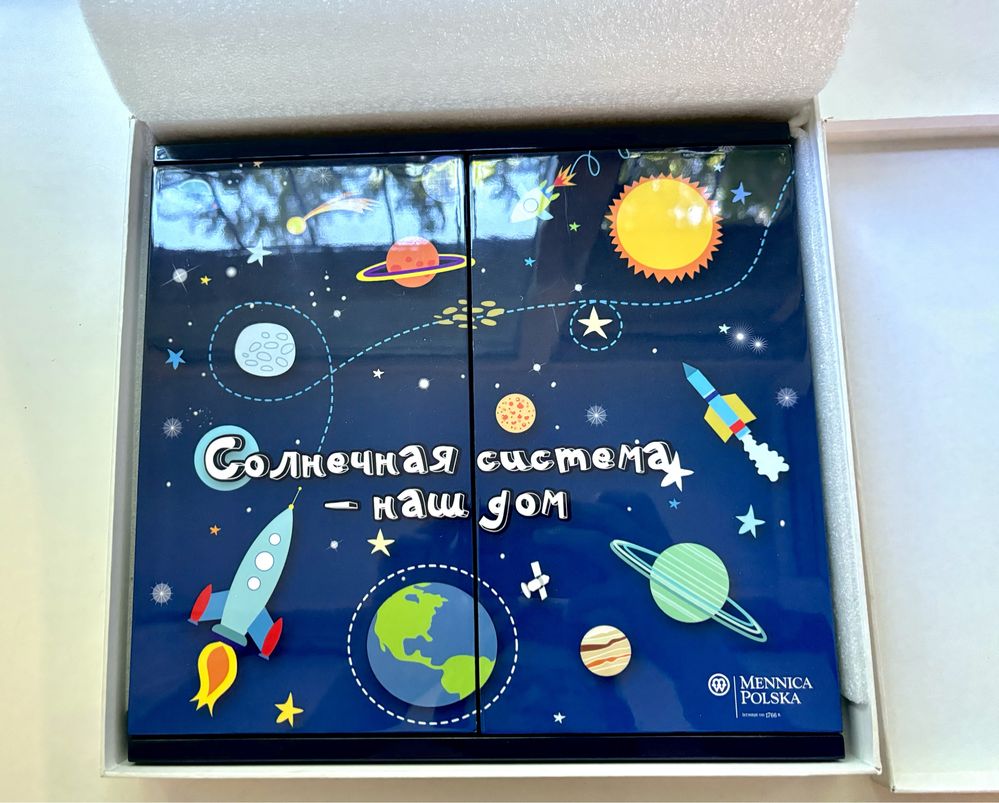 Солнечная система
– наш дом
MENNICA
POLSKA